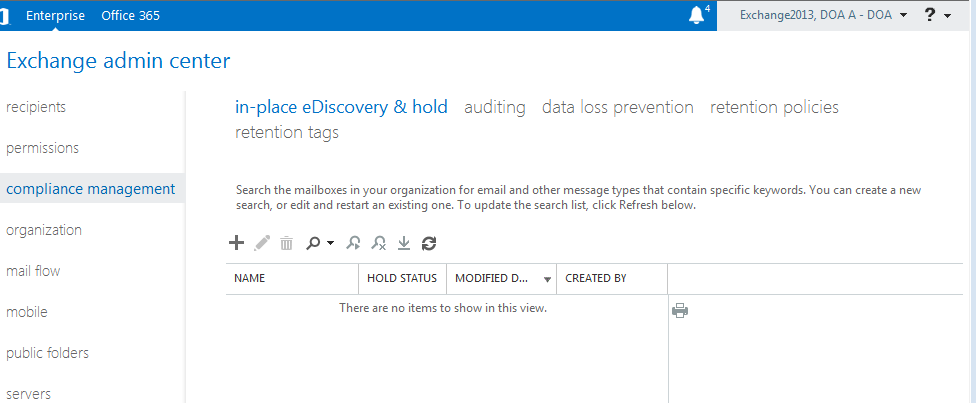 Enterprise Office 365 4 Exchange2013, DOA A - DOA ?
Exchange admin center
recipients
permissions
compliance management
organization
mail flow
mobile
public folders
servers
in-place eDiscovery & hold auditing data loss prevention retention policies
retention tags
Search the mailboxes in your organization for email and other message types that contain specific keywords. You can create a new
search, or edit and restart an existing one. To update the search list, click Refresh below.
NAME HOLD STATUS MODIFIED D... CREATED BY
There are no items to show in this view.